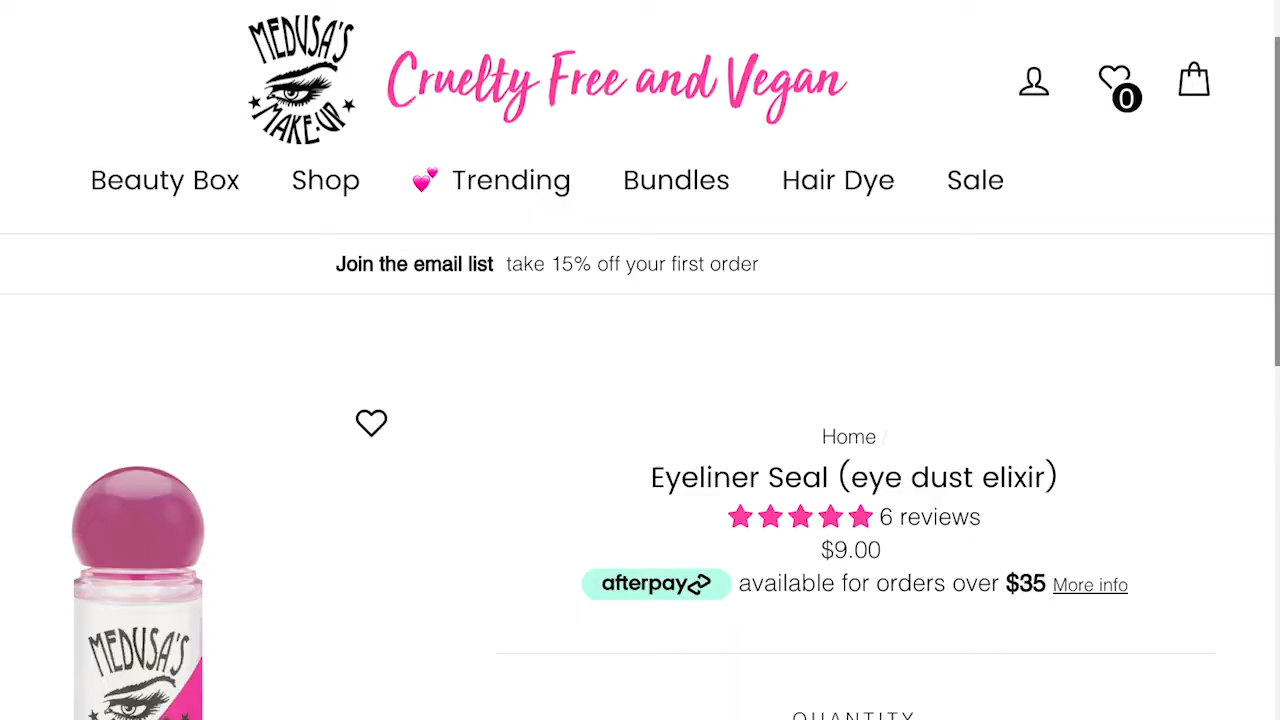 MEDUSA'S
MAKE-UP
Cruelty Free and Vegan
0
Beauty Box Shop 💕 Trending Bundles Hair Dye Sale
Join the email list take 15% off your first order
Home /
Eyeliner Seal (eye dust elixir)
6 reviews
$9.00
afterpay available for orders over $35 More info
MEDUSA'S
QUANTITY